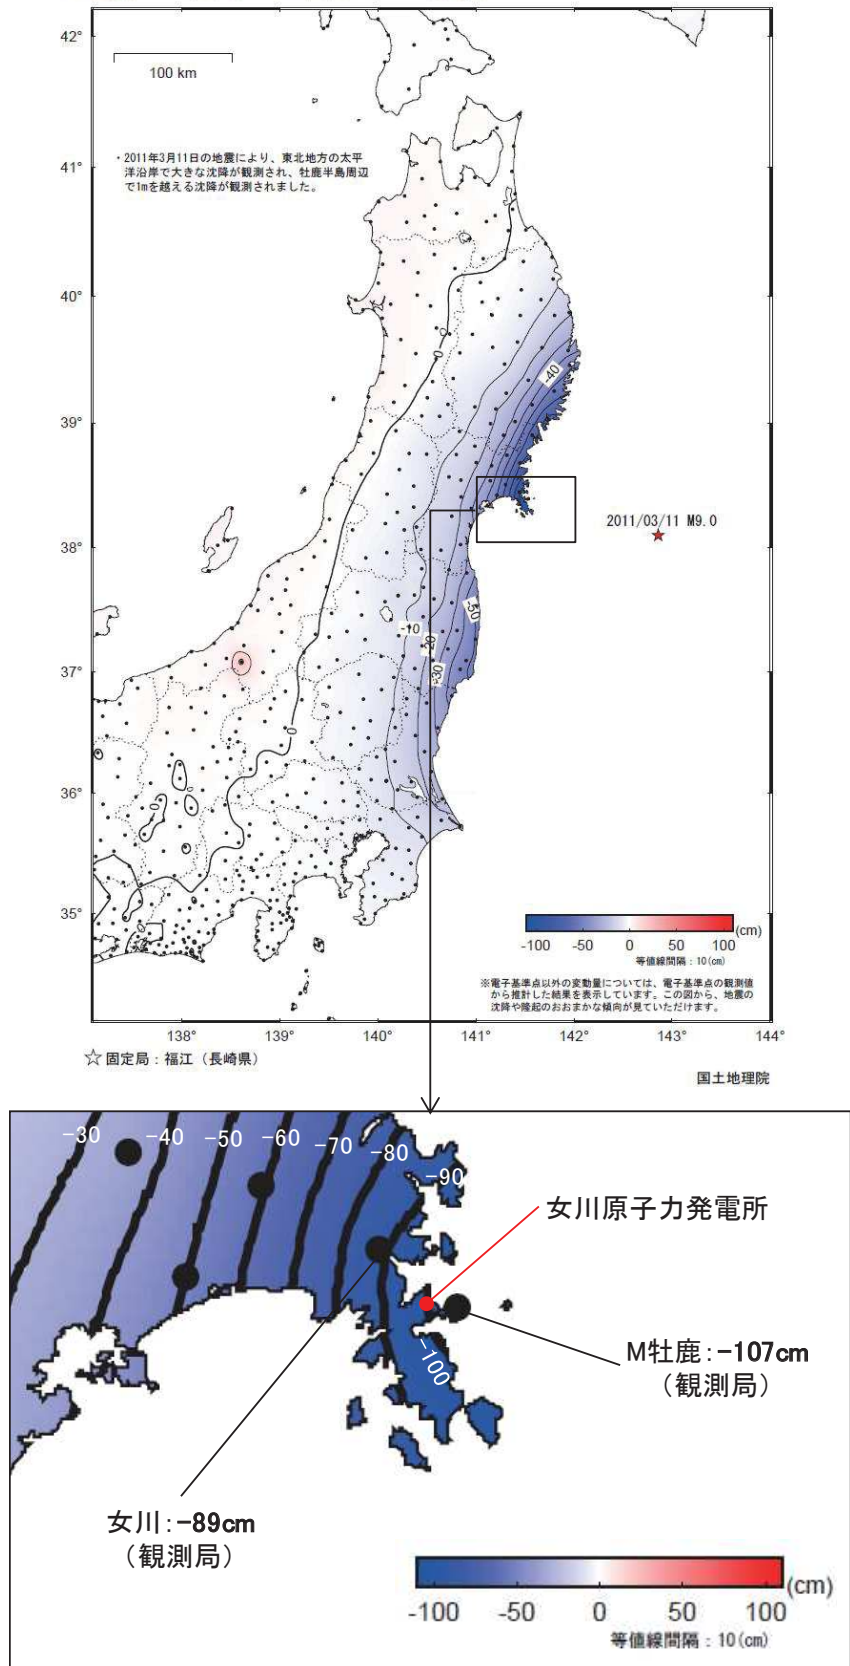 42°
100 km
・2011年3月11日の地震により、東北地方の太平
洋沿岸で大きな沈降が観測され、牡鹿半島周辺
で1mを越える沈降が観測されました。
41°
40°
0
-40
39°
2011/03/11 M9.0
38°
-50
-10
-20
-30
37°
0
36°
35°
(cm)
-100 -50 0 50 100
等値線間隔：10(cm)
※電子基準点以外の変動量については、電子基準点の観測値
から推計した結果を表示しています。この図から、地震の
沈降や隆起のおおまかな傾向が見ていただけます。
138° 139° 140° 141° 142° 143° 144°
☆固定局：福江（長崎県）
国土地理院
-30 -40 -50 -60 -70 -80 -90
女川原子力発電所
-100
M牡鹿：-107cm
（観測局）
女川：-89cm
（観測局）
(cm)
-100 -50 0 50 100
等値線間隔：10(cm)